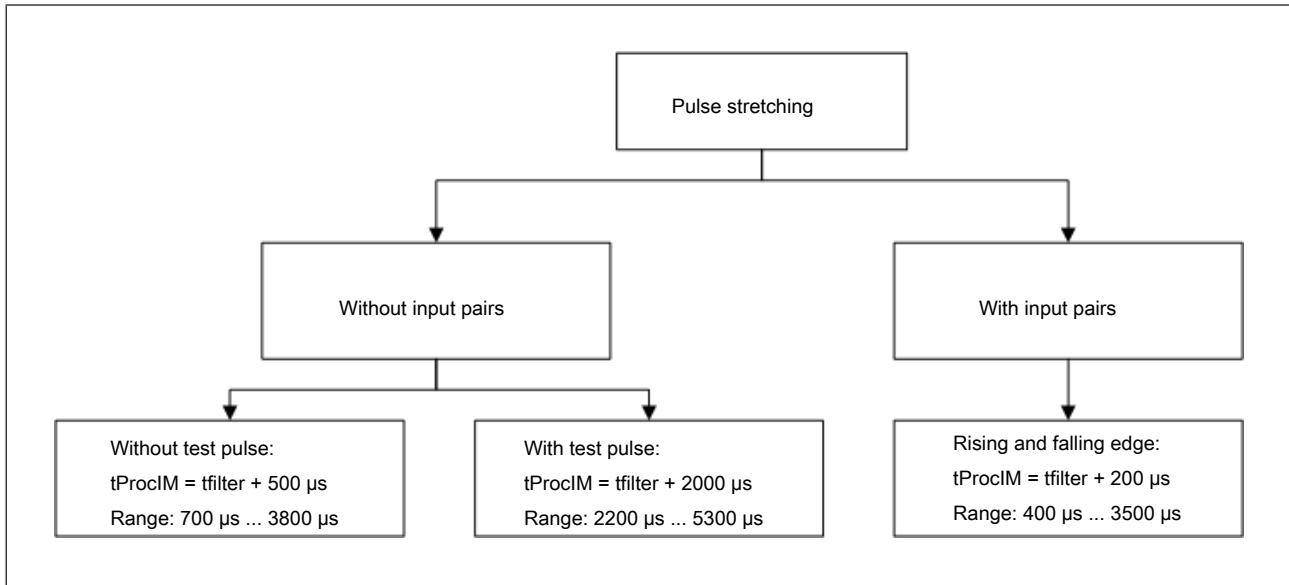 Pulse stretching
Without input pairs
With input pairs
Without test pulse:
tProcIM = tfilter + 500 µs
Range: 700 µs ... 3800 µs
With test pulse:
tProcIM = tfilter + 2000 µs
Range: 2200 µs ... 5300 µs
Rising and falling edge:
tProcIM = tfilter + 200 µs
Range: 400 µs ... 3500 µs